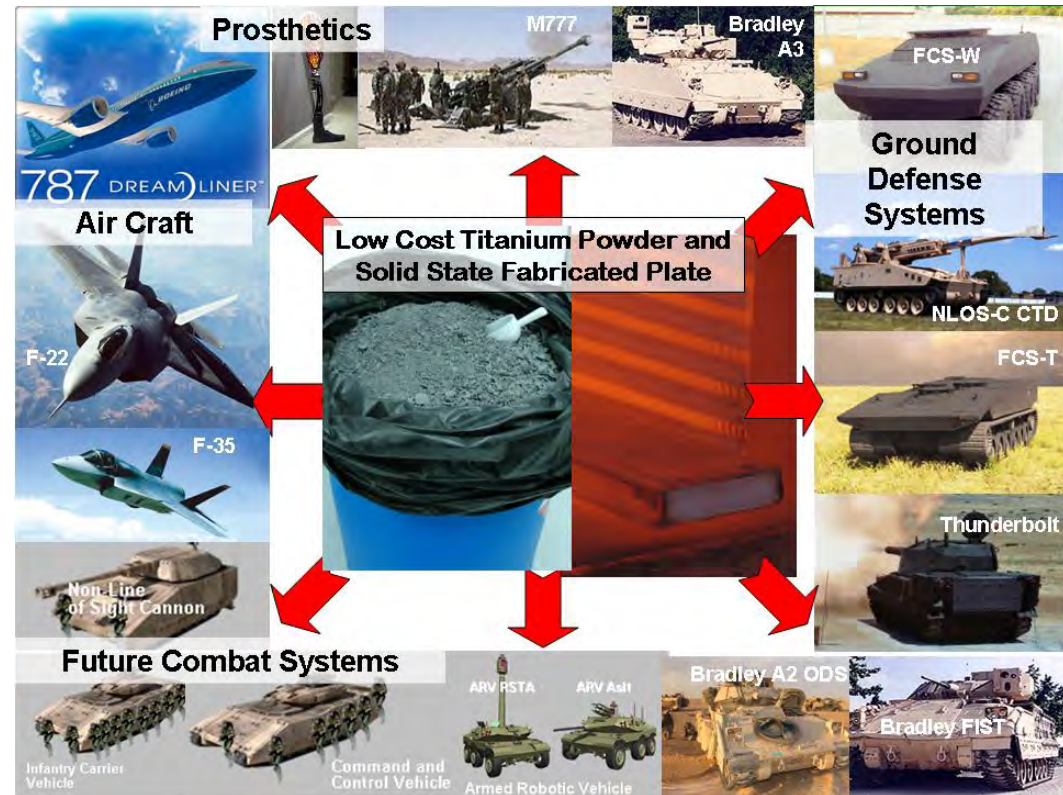 Prosthetics
M777
Bradley
A3
FCS-W
BOEING
787 DREAMLINER™
Ground
Defense
Systems
Air Craft
Low Cost Titanium Powder and
Solid State Fabricated Plate
NLOS-C CTD
F-22
FCS-T
F-35
Thunderbolt
Non-Line
of Sight Cannon
Future Combat Systems
ARV RSTA
ARV Aslt
Bradley A2 ODS
Bradley FIST
Infantry Carrier
Vehicle
Command and
Control Vehicle
Armed Robotic Vehicle